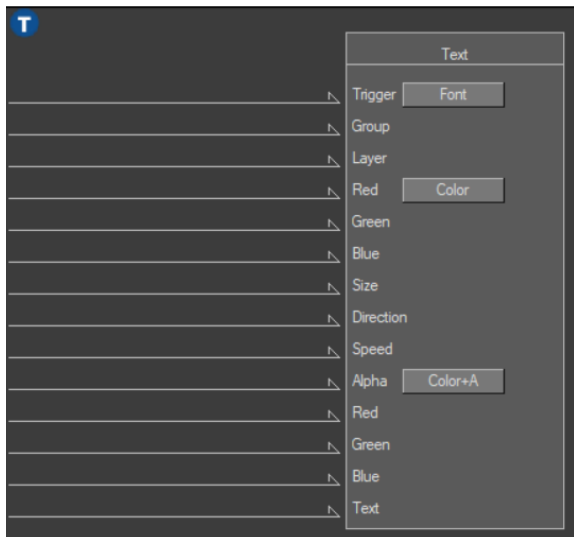 T
Text
Trigger Font
Group
Layer
Red Color
Green
Blue
Size
Direction
Speed
Alpha Color+A
Red
Green
Blue
Text